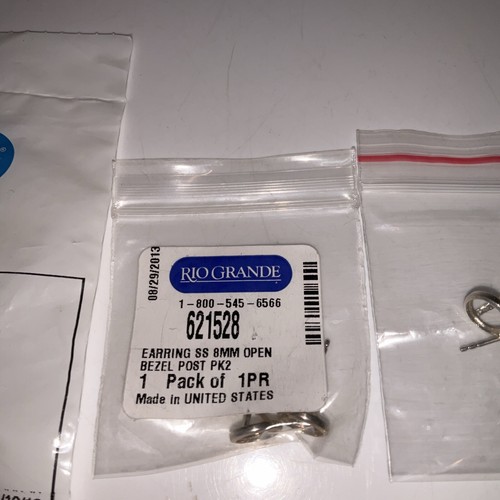 08/29/2013
RIO GRANDE
1-800-545-6566
621528
EARRING SS 8MM OPEN
BEZEL POST PK2
1 Pack of 1PR
Made in UNITED STATES